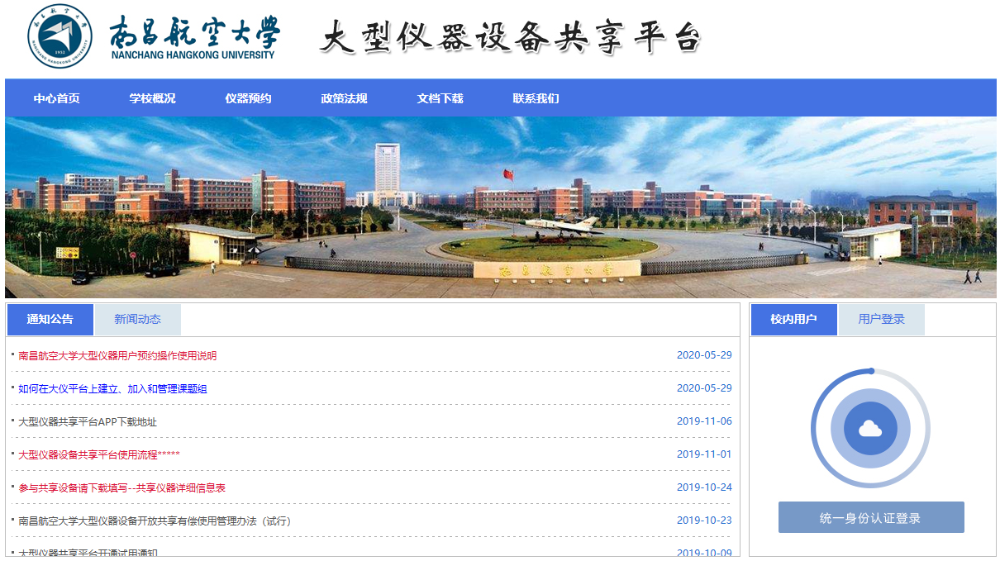 南昌航空大学
NANCHANG HANGKONG UNIVERSITY
1952
大型仪器设备共享平台
中心首页 学校概况 仪器预约 政策法规 文档下载 联系我们
南昌航空大学
通知公告 新闻动态
南昌航空大学大型仪器用户预约操作使用说明 2020-05-29
如何在大仪平台上建立、加入和管理课题组 2020-05-29
大型仪器共享平台APP下载地址 2019-11-06
大型仪器设备共享平台使用流程***** 2019-11-01
参与共享设备请下载填写--共享仪器详细信息表 2019-10-24
南昌航空大学大型仪器设备开放共享有偿使用管理办法（试行） 2019-10-23
大型仪器共享平台开通试用通知 2019-10-09
校内用户 用户登录
统一身份认证登录